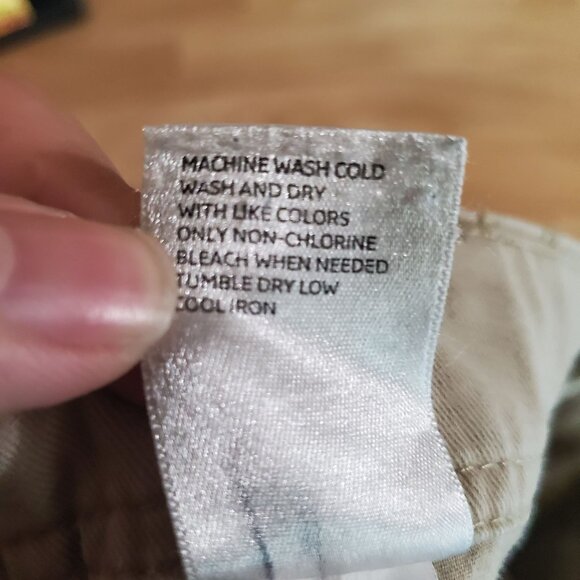 MACHINE WASH COLD
WASH AND DRY
WITH LIKE COLORS
ONLY NON-CHLORINE
BLEACH WHEN NEEDED
TUMBLE DRY LOW
COOL IRON